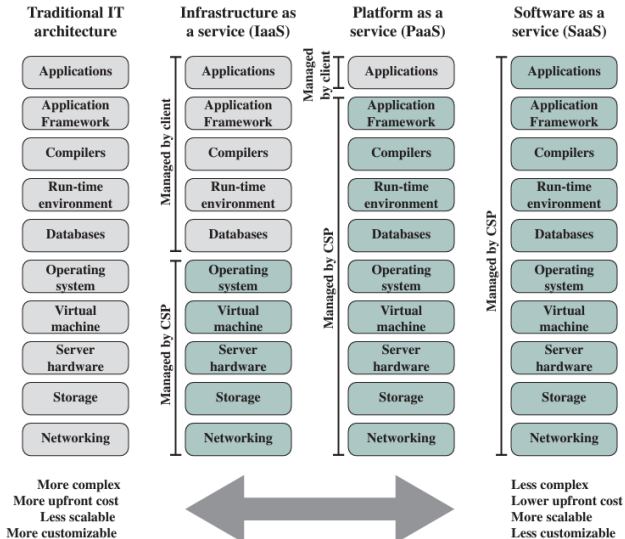 Traditional IT
architecture
Infrastructure as
a service (IaaS)
Platform as a
service (PaaS)
Software as a
service (SaaS)
Applications
Application
Framework
Compilers
Run-time
environment
Databases
Operating
system
Virtual
machine
Server
hardware
Storage
Networking
Managed by client
Managed by CSP
Applications
Application
Framework
Compilers
Run-time
environment
Databases
Operating
system
Virtual
machine
Server
hardware
Storage
Networking
Managed
by client
Managed by CSP
Applications
Application
Framework
Compilers
Run-time
environment
Databases
Operating
system
Virtual
machine
Server
hardware
Storage
Networking
Managed by CSP
Applications
Application
Framework
Compilers
Run-time
environment
Databases
Operating
system
Virtual
machine
Server
hardware
Storage
Networking
More complex
More upfront cost
Less scalable
More customizable
Less complex
Lower upfront cost
More scalable
Less customizable